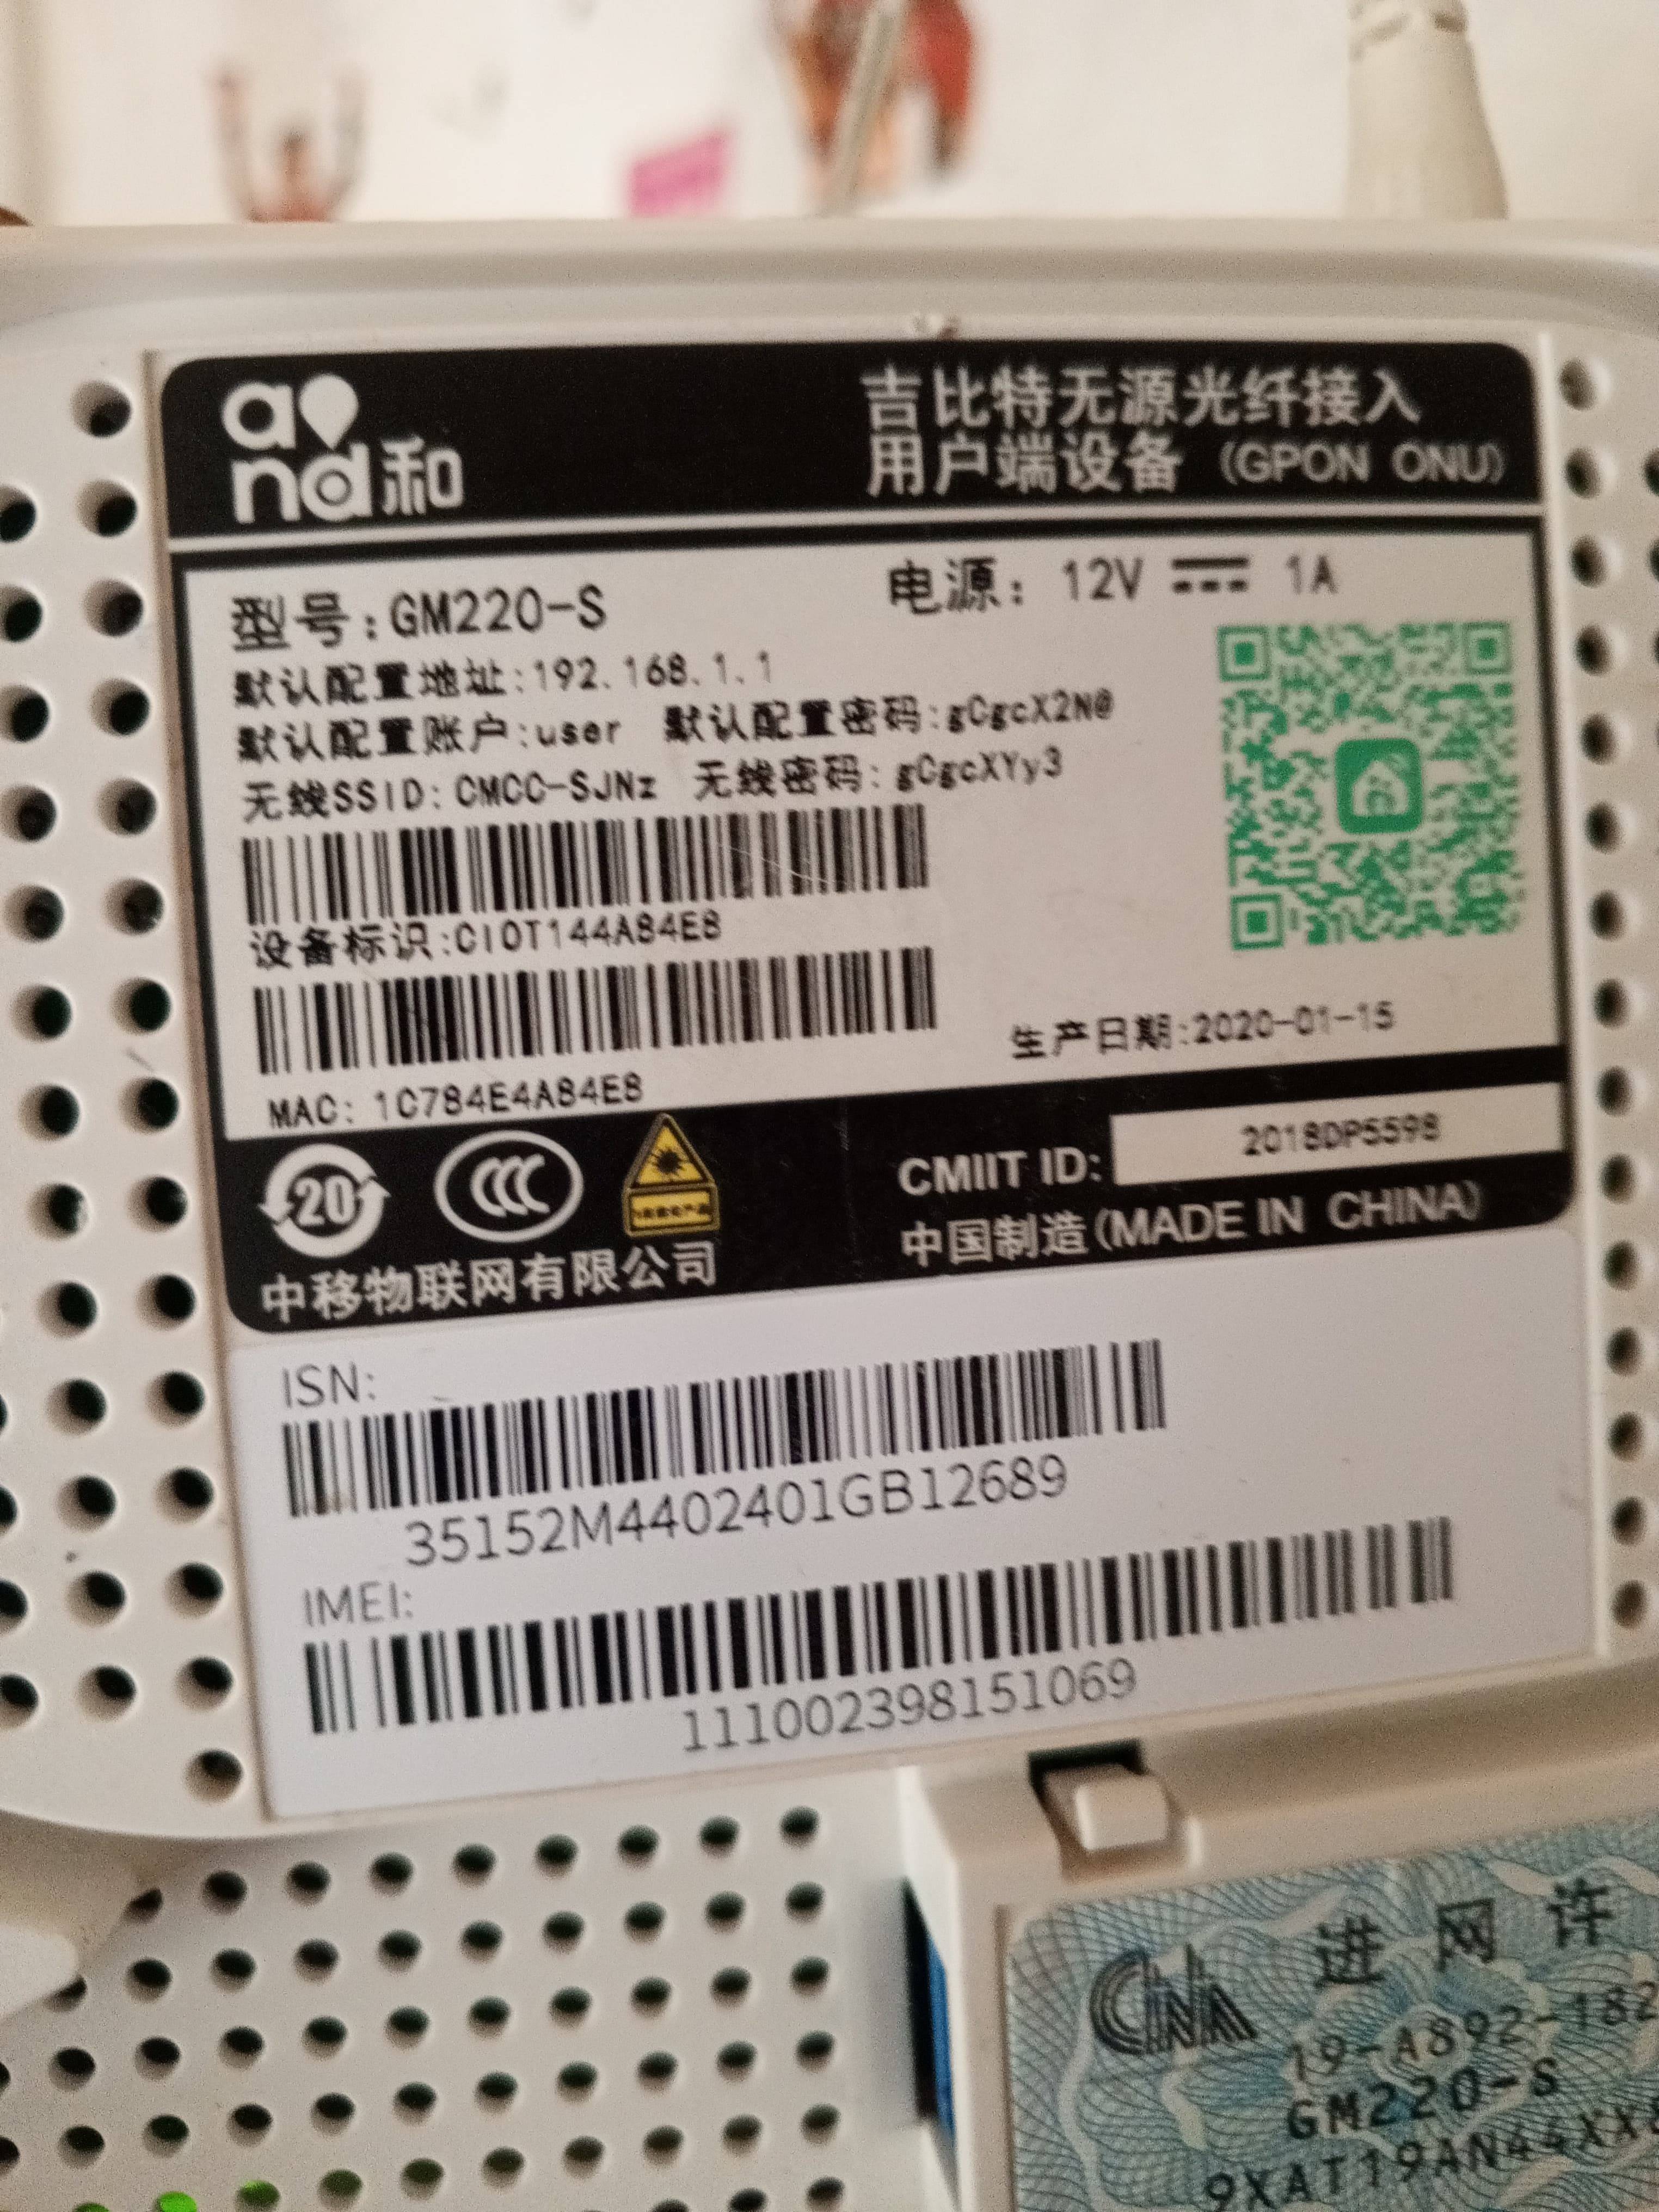 and和
吉比特无源光纤接入
用户端设备 (GPON ONU)
型号:GM220-S
电源: 12V 1A
默认配置地址:192.168.1.1
默认配置账户:user 默认配置密码:gCgcX2N@
无线SSID: CMCC-SJNz 无线密码: gCgcXYy3
设备标识:CIOT144A84E8
生产日期:2020-01-15
MAC: 1C784E4A84E8
20
CCC
CMIIT ID: 2018DP5598
中国制造(MADE IN CHINA)
中移物联网有限公司
ISN:
35152M4402401GB12689
IMEI:
111002398151069
进网许
19-A892-182
GM220-S
9XAT19AN44XX